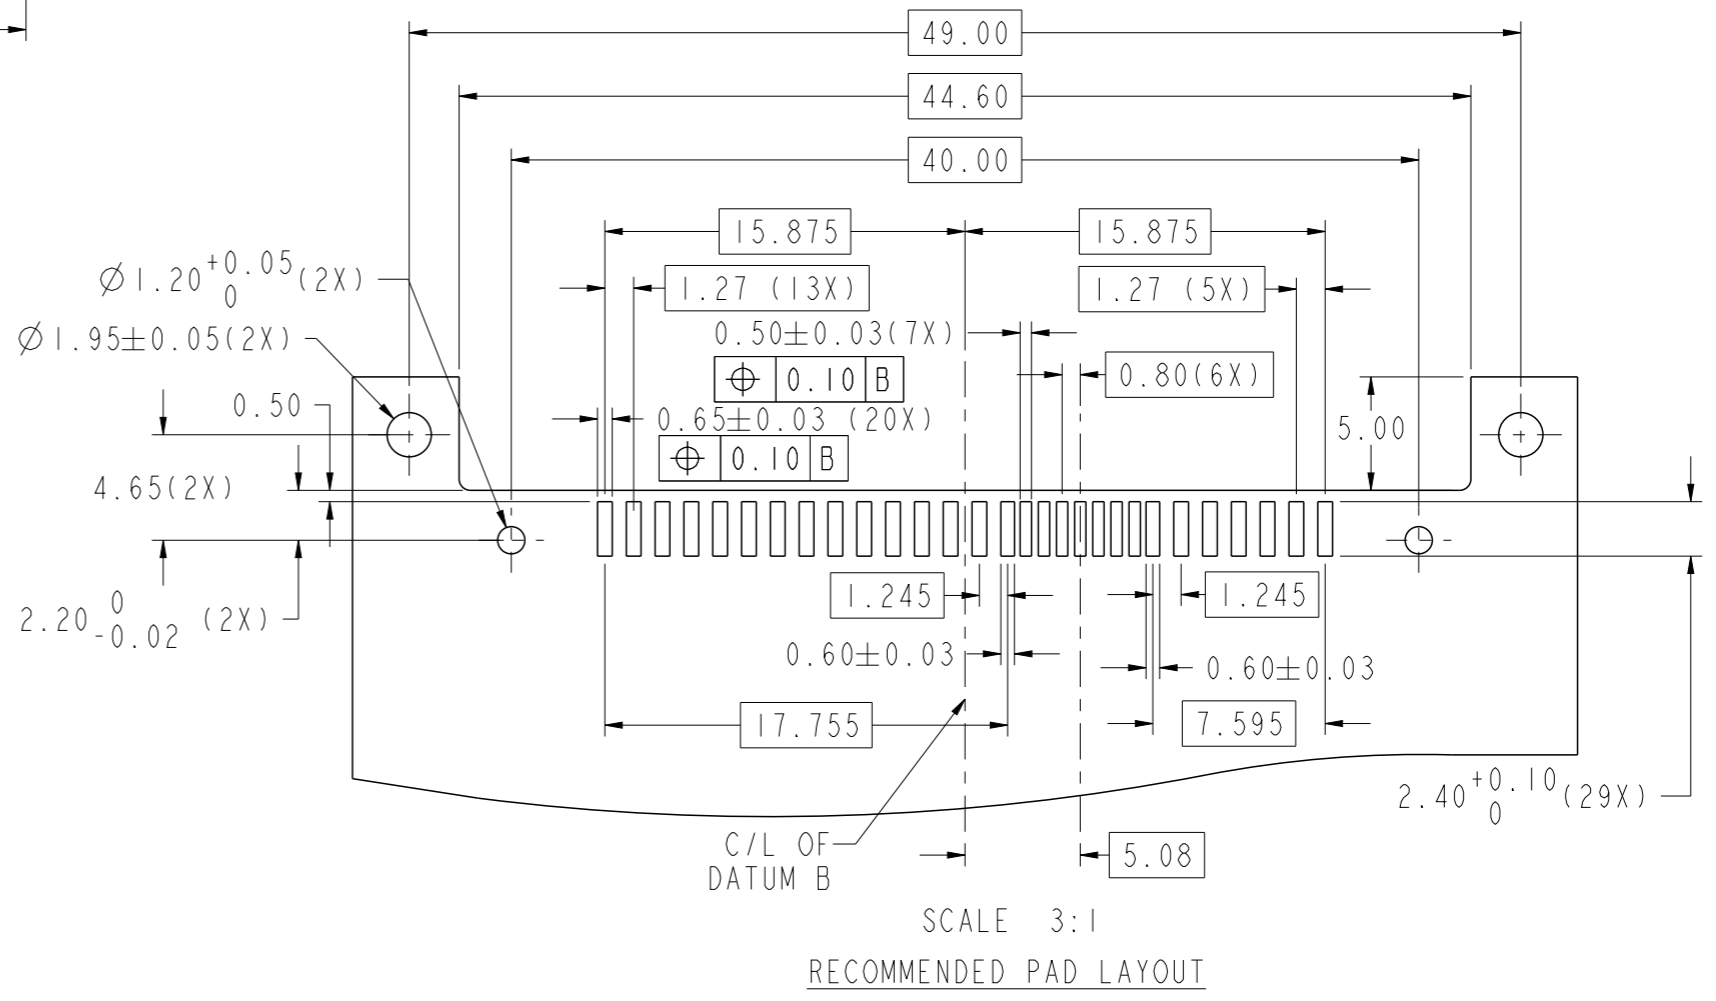 49.00
44.60
40.00
15.875
15.875
Ø1.20 +0.05 0 (2X)
1.27 (13X)
1.27 (5X)
Ø1.95±0.05(2X)
0.50±0.03(7X)
⌖ 0.10 B
0.80(6X)
0.50
0.65±0.03 (20X)
⌖ 0.10 B
5.00
4.65(2X)
2.20 0 -0.02 (2X)
1.245
1.245
0.60±0.03
0.60±0.03
17.755
7.595
2.40 +0.10 0 (29X)
C/L OF
DATUM B
5.08
SCALE 3:1
RECOMMENDED PAD LAYOUT